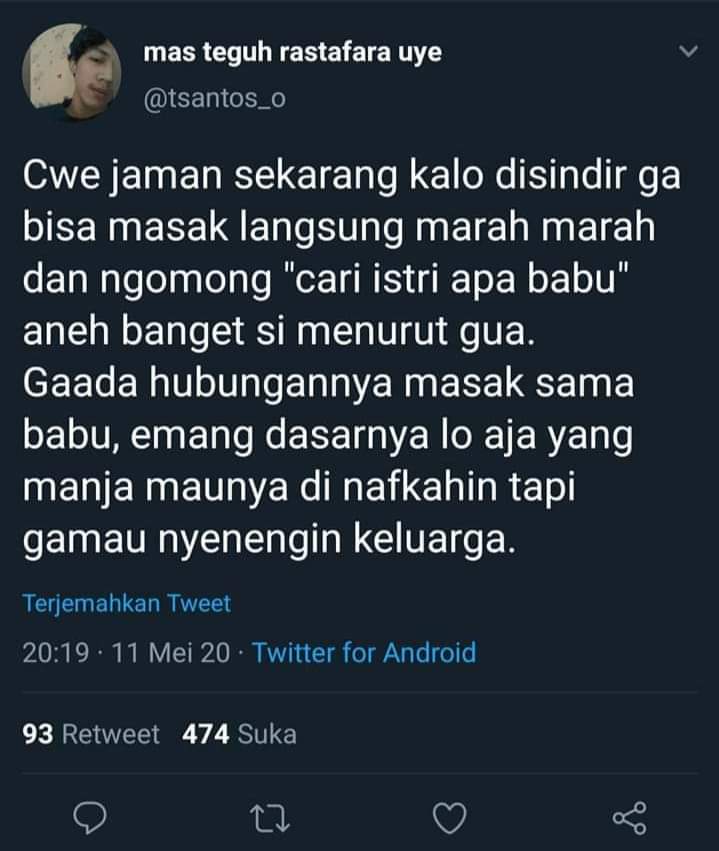 mas teguh rastafara uye
@tsantos_o
Cwe jaman sekarang kalo disindir ga
bisa masak langsung marah marah
dan ngomong "cari istri apa babu"
aneh banget si menurut gua.
Gaada hubungannya masak sama
babu, emang dasarnya lo aja yang
manja maunya di nafkahin tapi
gamau nyenengin keluarga.
Terjemahkan Tweet
20:19 · 11 Mei 20 · Twitter for Android
93 Retweet 474 Suka